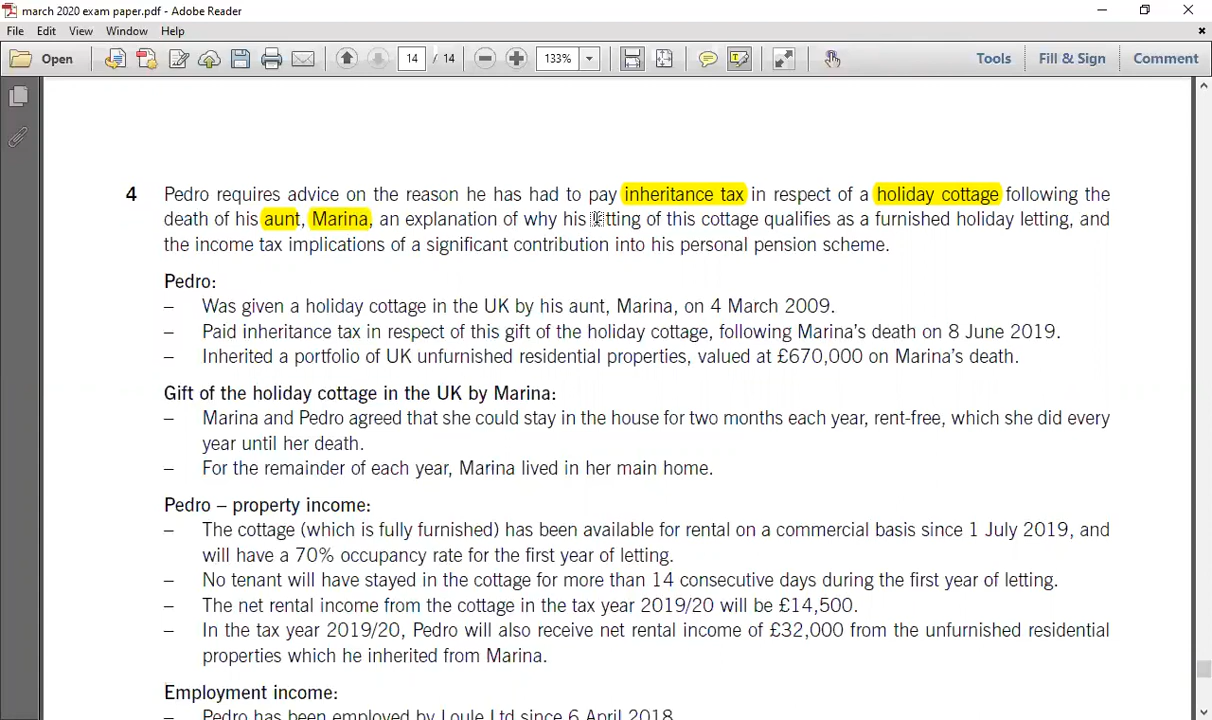 march 2020 exam paper.pdf - Adobe Reader
File Edit View Window Help
Open 14 / 14 133% Tools Fill & Sign Comment
4 Pedro requires advice on the reason he has had to pay inheritance tax in respect of a holiday cottage following the
death of his aunt, Marina, an explanation of why his letting of this cottage qualifies as a furnished holiday letting, and
the income tax implications of a significant contribution into his personal pension scheme.
Pedro:
– Was given a holiday cottage in the UK by his aunt, Marina, on 4 March 2009.
– Paid inheritance tax in respect of this gift of the holiday cottage, following Marina's death on 8 June 2019.
– Inherited a portfolio of UK unfurnished residential properties, valued at £670,000 on Marina's death.
Gift of the holiday cottage in the UK by Marina:
– Marina and Pedro agreed that she could stay in the house for two months each year, rent-free, which she did every
year until her death.
– For the remainder of each year, Marina lived in her main home.
Pedro – property income:
– The cottage (which is fully furnished) has been available for rental on a commercial basis since 1 July 2019, and
will have a 70% occupancy rate for the first year of letting.
– No tenant will have stayed in the cottage for more than 14 consecutive days during the first year of letting.
– The net rental income from the cottage in the tax year 2019/20 will be £14,500.
– In the tax year 2019/20, Pedro will also receive net rental income of £32,000 from the unfurnished residential
properties which he inherited from Marina.
Employment income:
– Pedro has been employed by Loule Ltd since 6 April 2018.